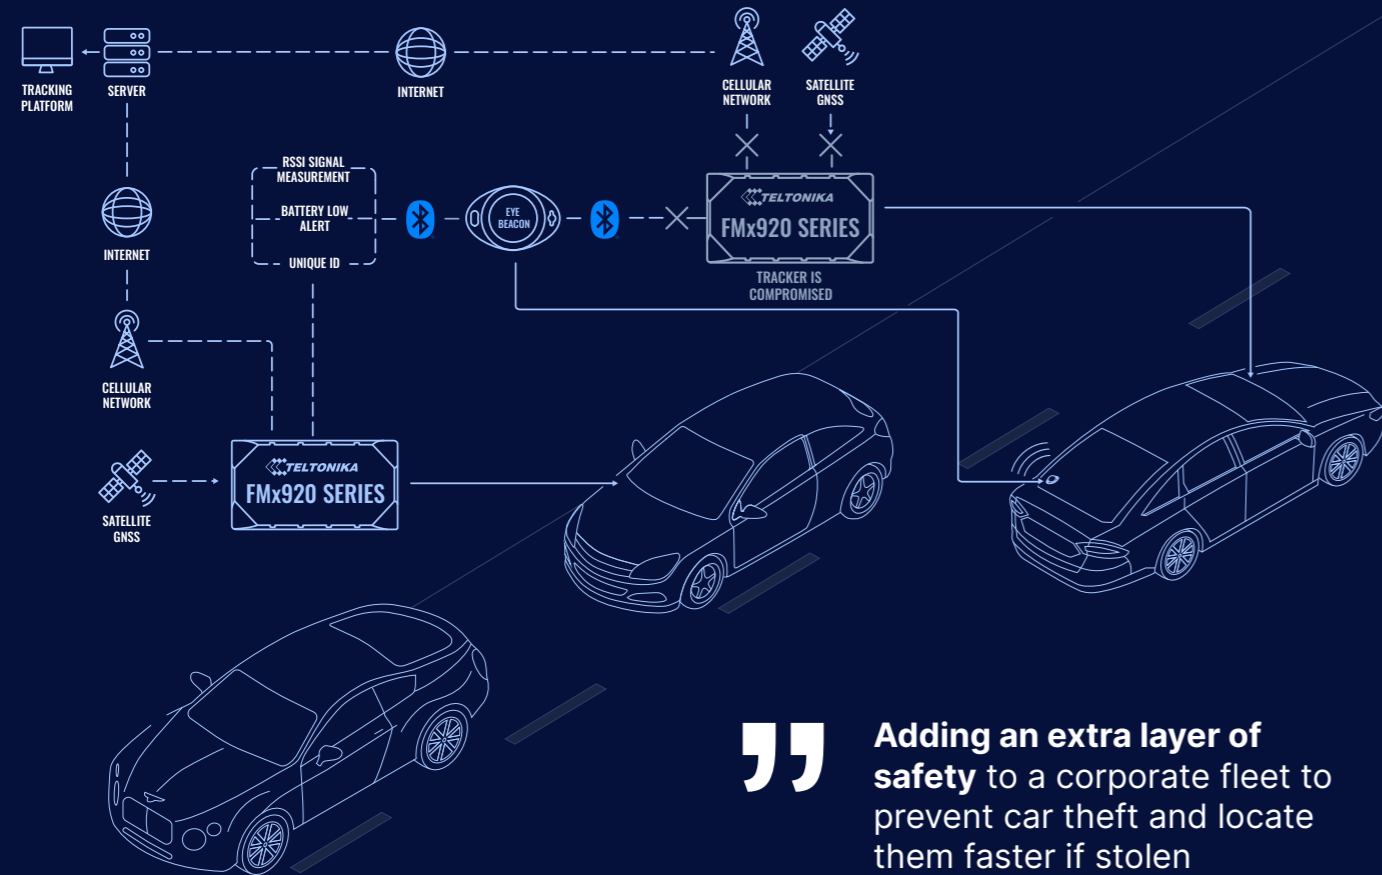 TRACKING
PLATFORM
SERVER
INTERNET
CELLULAR
NETWORK
SATELLITE
GNSS
RSSI SIGNAL
MEASUREMENT
BATTERY LOW
ALERT
UNIQUE ID
EYE
BEACON
TELTONIKA
FMx920 SERIES
TRACKER IS
COMPROMISED
INTERNET
CELLULAR
NETWORK
SATELLITE
GNSS
TELTONIKA
FMx920 SERIES
” Adding an extra layer of
safety to a corporate fleet to
prevent car theft and locate
them faster if stolen